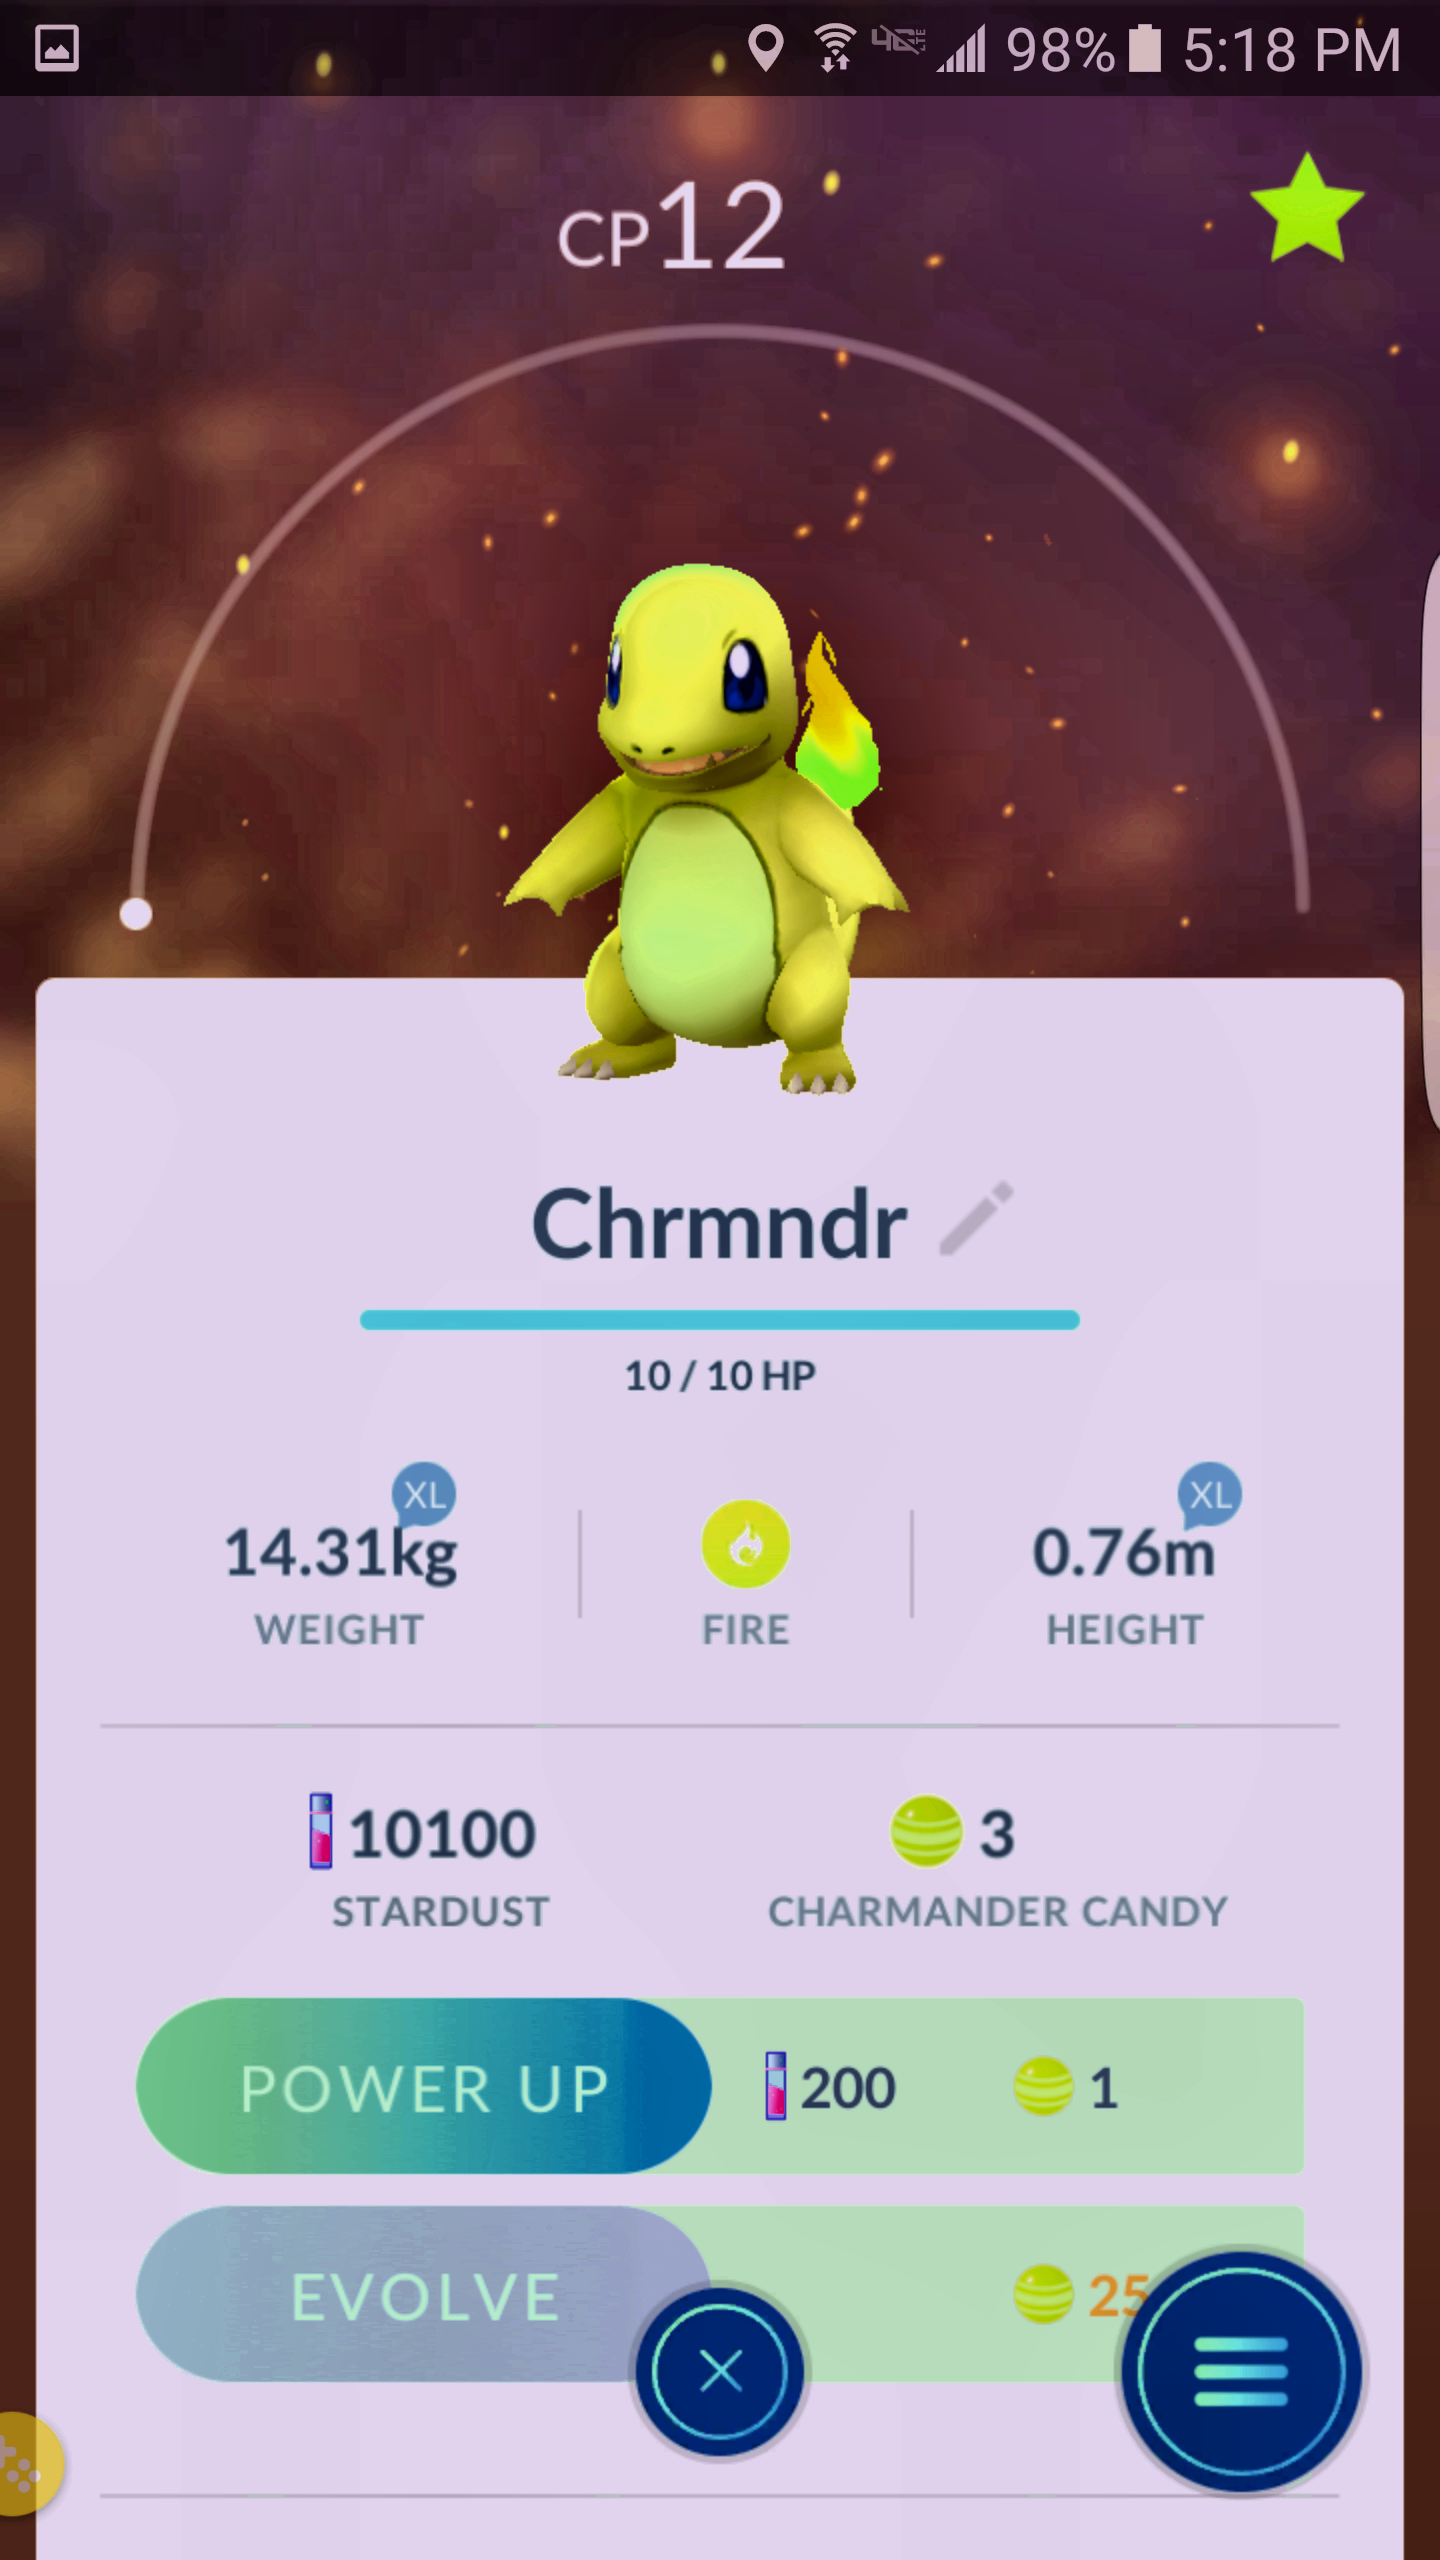 98% 5:18 PM
CP12
Chrmndr
10 / 10 HP
XL XL
14.31kg 0.76m
WEIGHT FIRE HEIGHT
10100 3
STARDUST CHARMANDER CANDY
POWER UP 200 1
EVOLVE 25